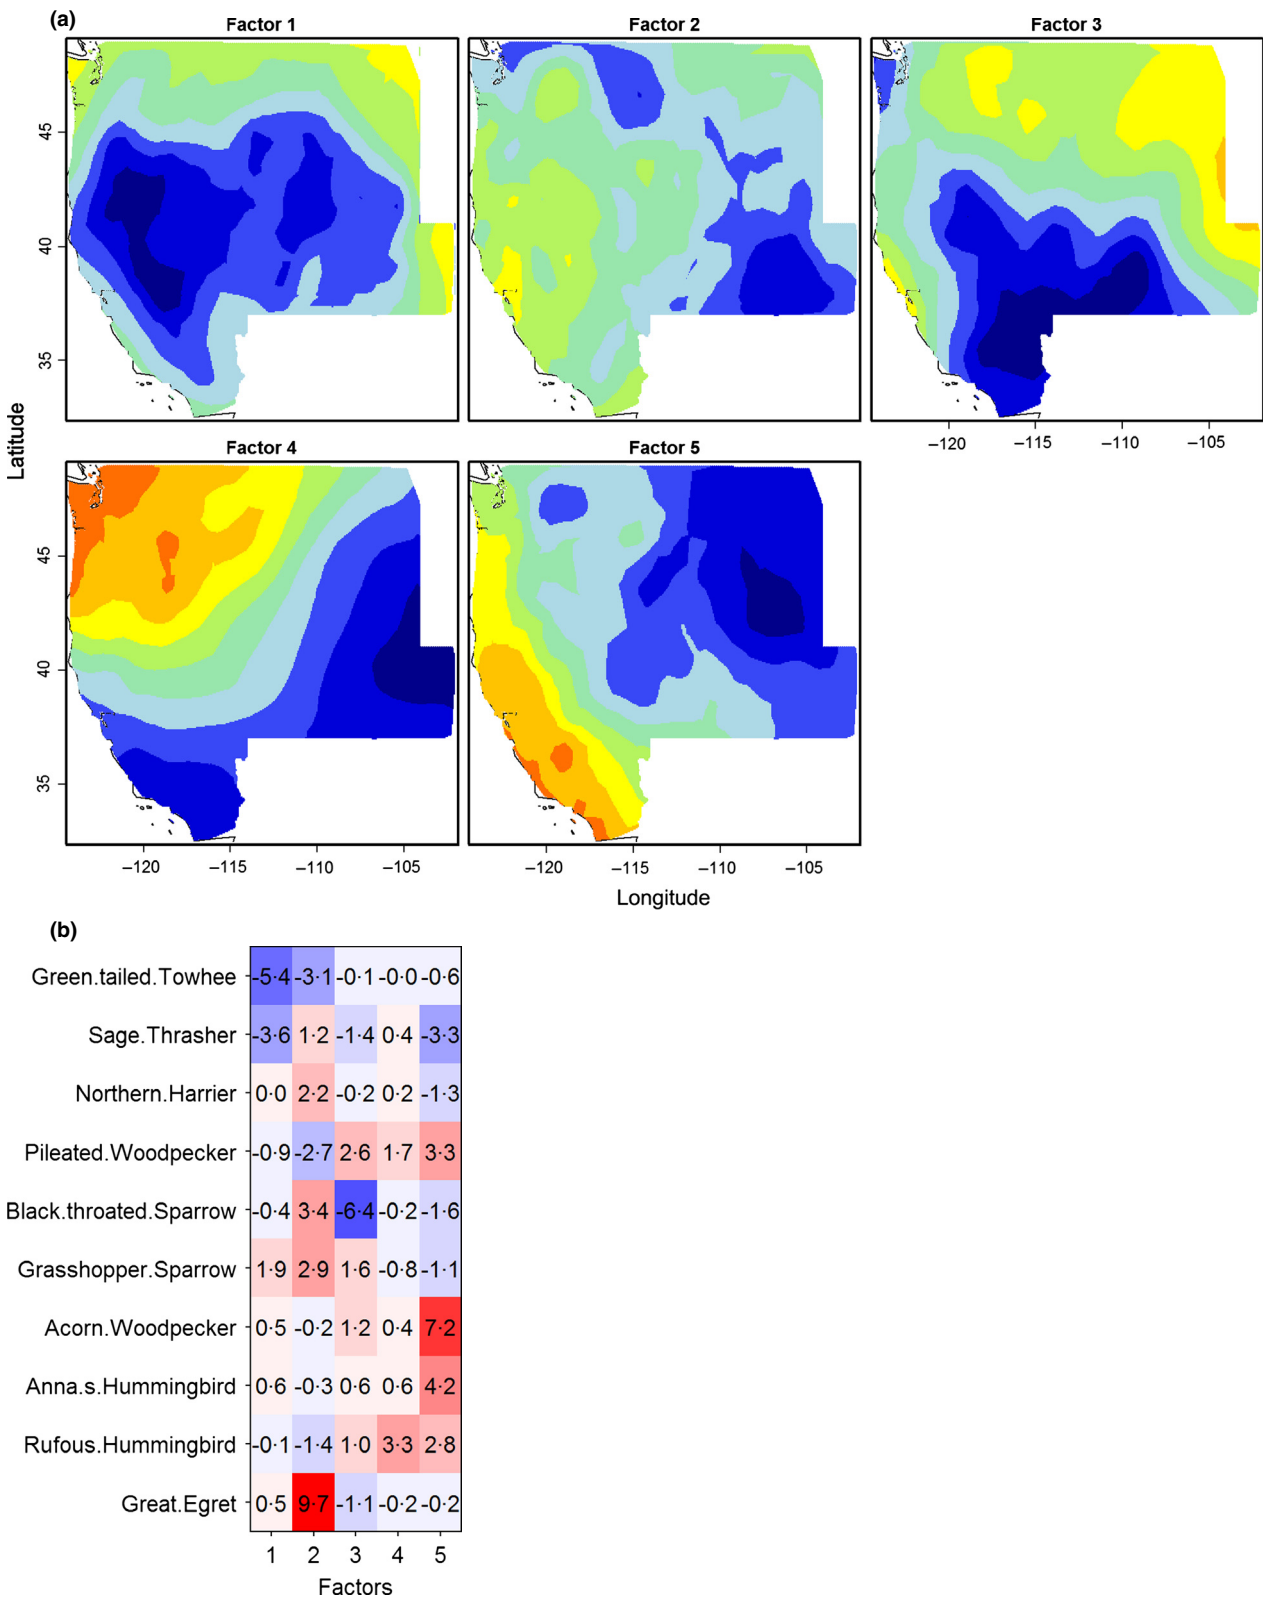 (a)
Factor 1
Factor 2
Factor 3
45
40
35
−120
−115
−110
−105
Factor 4
Factor 5
45
40
35
−120
−115
−110
−105
−120
−115
−110
−105
Latitude
Longitude
(b)
Green.tailed.Towhee -5·4 -3·1 -0·1 -0·0 -0·6
Sage.Thrasher -3·6 1·2 -1·4 0·4 -3·3
Northern.Harrier 0·0 2·2 -0·2 0·2 -1·3
Pileated.Woodpecker -0·9 -2·7 2·6 1·7 3·3
Black.throated.Sparrow -0·4 3·4 -6·4 -0·2 -1·6
Grasshopper.Sparrow 1·9 2·9 1·6 -0·8 -1·1
Acorn.Woodpecker 0·5 -0·2 1·2 0·4 7·2
Anna.s.Hummingbird 0·6 -0·3 0·6 0·6 4·2
Rufous.Hummingbird -0·1 -1·4 1·0 3·3 2·8
Great.Egret 0·5 9·7 -1·1 -0·2 -0·2
1 2 3 4 5
Factors